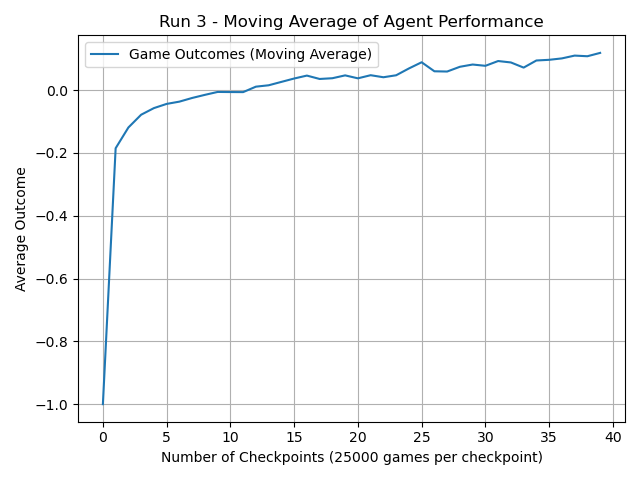 Run 3 - Moving Average of Agent Performance
Game Outcomes (Moving Average)
Average Outcome
0.0
−0.2
−0.4
−0.6
−0.8
−1.0
0 5 10 15 20 25 30 35 40
Number of Checkpoints (25000 games per checkpoint)